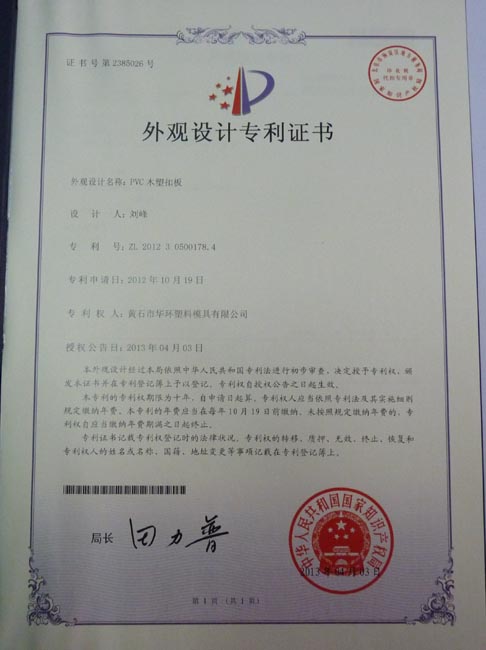 证书号第2385026号
外观设计专利证书
外观设计名称：PVC木塑扣板
设计人：刘峰
专利号：ZL 2012 3 0500178.4
专利申请日：2012年10月19日
专利权人：黄石市华环塑料模具有限公司
授权公告日：2013年04月03日
本外观设计经过本局依照中华人民共和国专利法进行初步审查，决定授予专利权，颁
发本证书并在专利登记簿上予以登记。专利权自授权公告之日起生效。
本专利的专利权期限为十年，自申请日起算。专利权人应当依照专利法及其实施细则
规定缴纳年费。本专利的年费应当在每年10月19日前缴纳。未按照规定缴纳年费的，专
利权自应当缴纳年费期满之日起终止。
专利证书记载专利权登记时的法律状况。专利权的转移、质押、无效、终止、恢复和
专利权人的姓名或名称、国籍、地址变更等事项记载在专利登记簿上。
局长 田力普
中华人民共和国国家知识产权局
2013年04月03日
第1页（共1页）